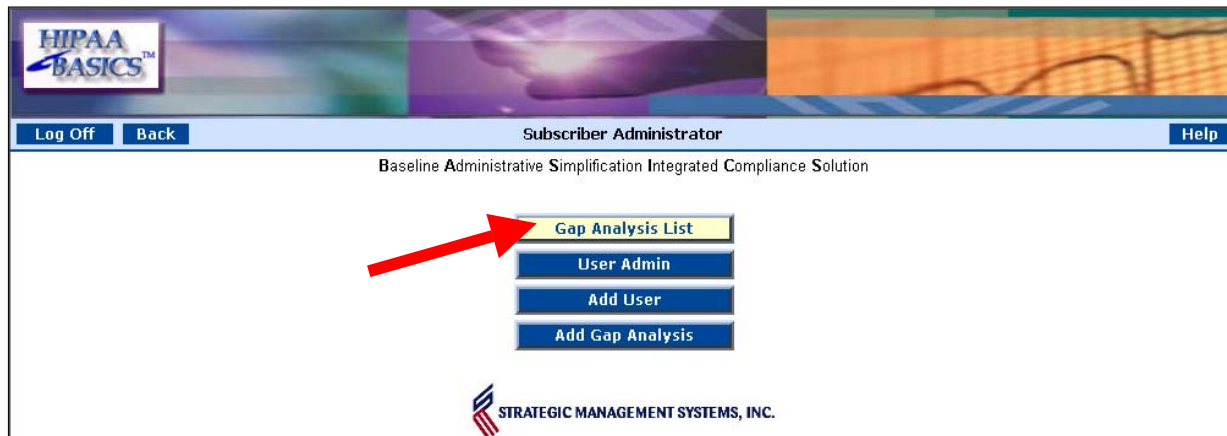 HIPAA
BASICS™
Log Off Back Subscriber Administrator Help
Baseline Administrative Simplification Integrated Compliance Solution
Gap Analysis List
User Admin
Add User
Add Gap Analysis
STRATEGIC MANAGEMENT SYSTEMS, INC.